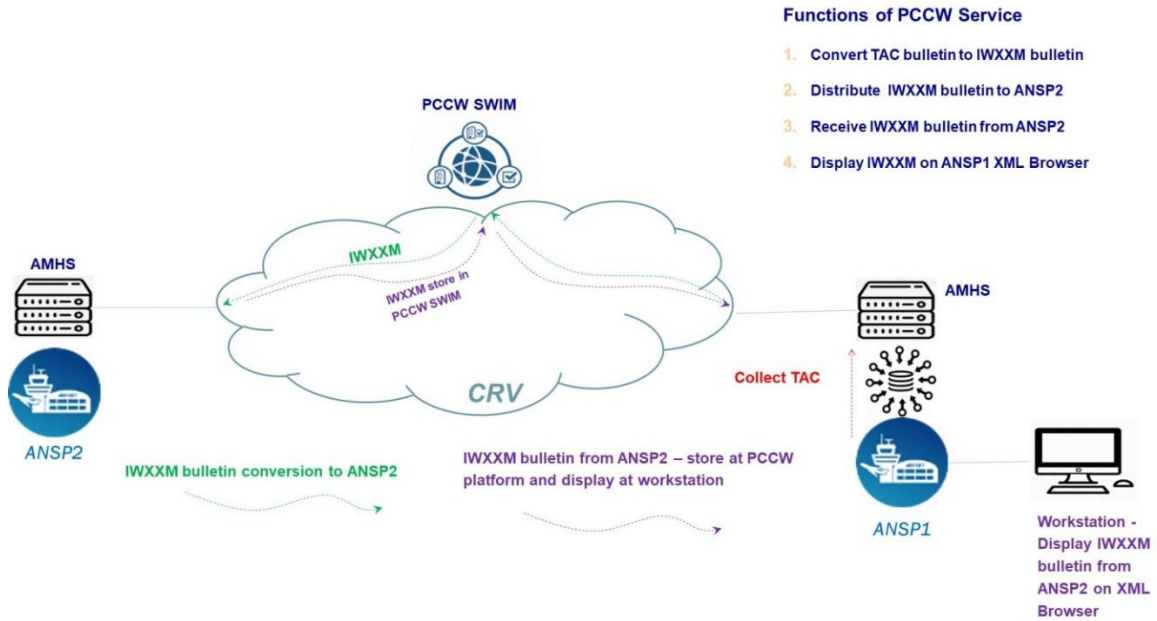 Functions of PCCW Service
1. Convert TAC bulletin to IWXXM bulletin
2. Distribute IWXXM bulletin to ANSP2
3. Receive IWXXM bulletin from ANSP2
4. Display IWXXM on ANSP1 XML Browser
PCCW SWIM
IWXXM
IWXXM store in
PCCW SWIM
AMHS
AMHS
Collect TAC
CRV
ANSP2
IWXXM bulletin conversion to ANSP2
IWXXM bulletin from ANSP2 – store at PCCW
platform and display at workstation
ANSP1
Workstation -
Display IWXXM
bulletin from
ANSP2 on XML
Browser